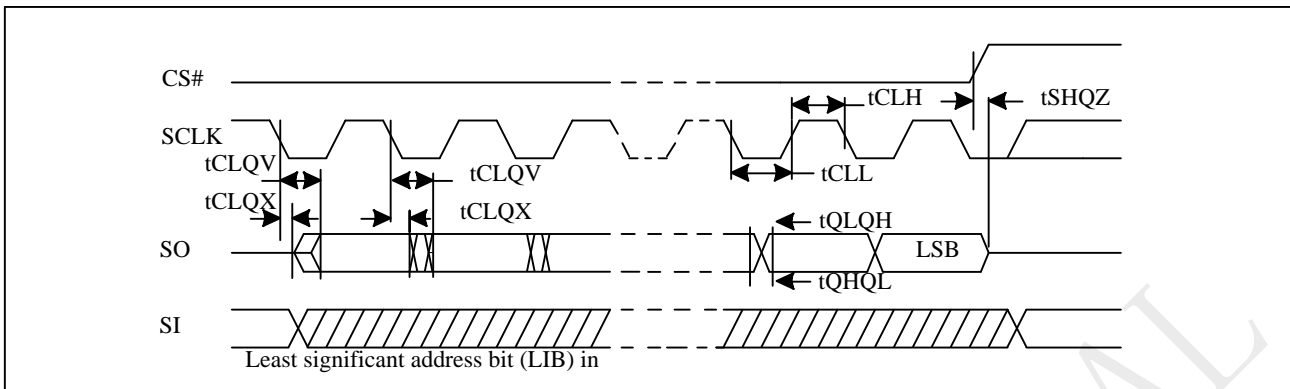 CS#
tCLH
tSHQZ
SCLK
tCLQV
tCLQV
tCLL
tCLQX
tCLQX
tQLQH
SO
LSB
tQHQL
SI
Least significant address bit (LIB) in
AL